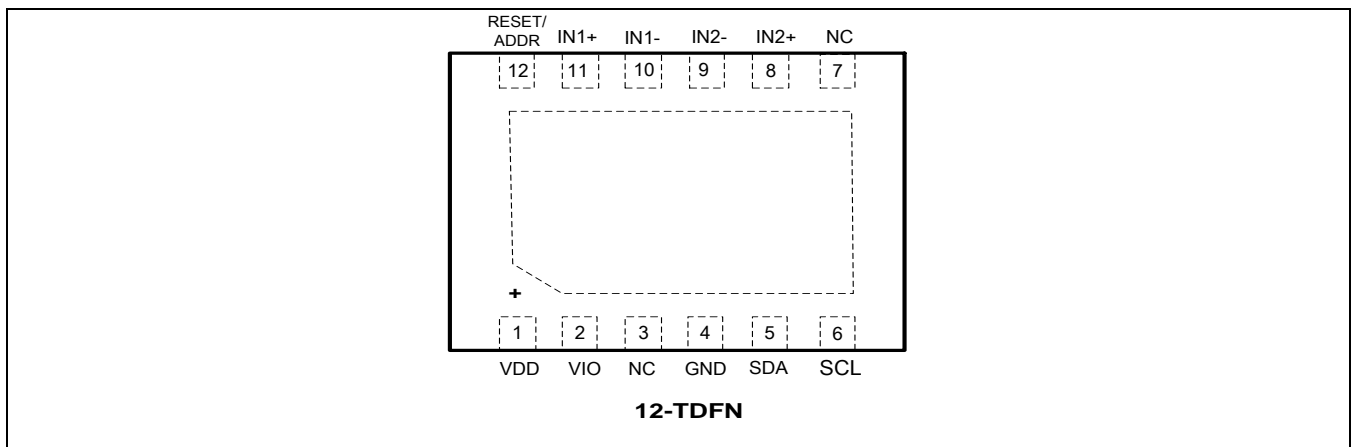 RESET/
ADDR IN1+ IN1- IN2- IN2+ NC
12 11 10 9 8 7
+
1 2 3 4 5 6
VDD VIO NC GND SDA SCL
12-TDFN